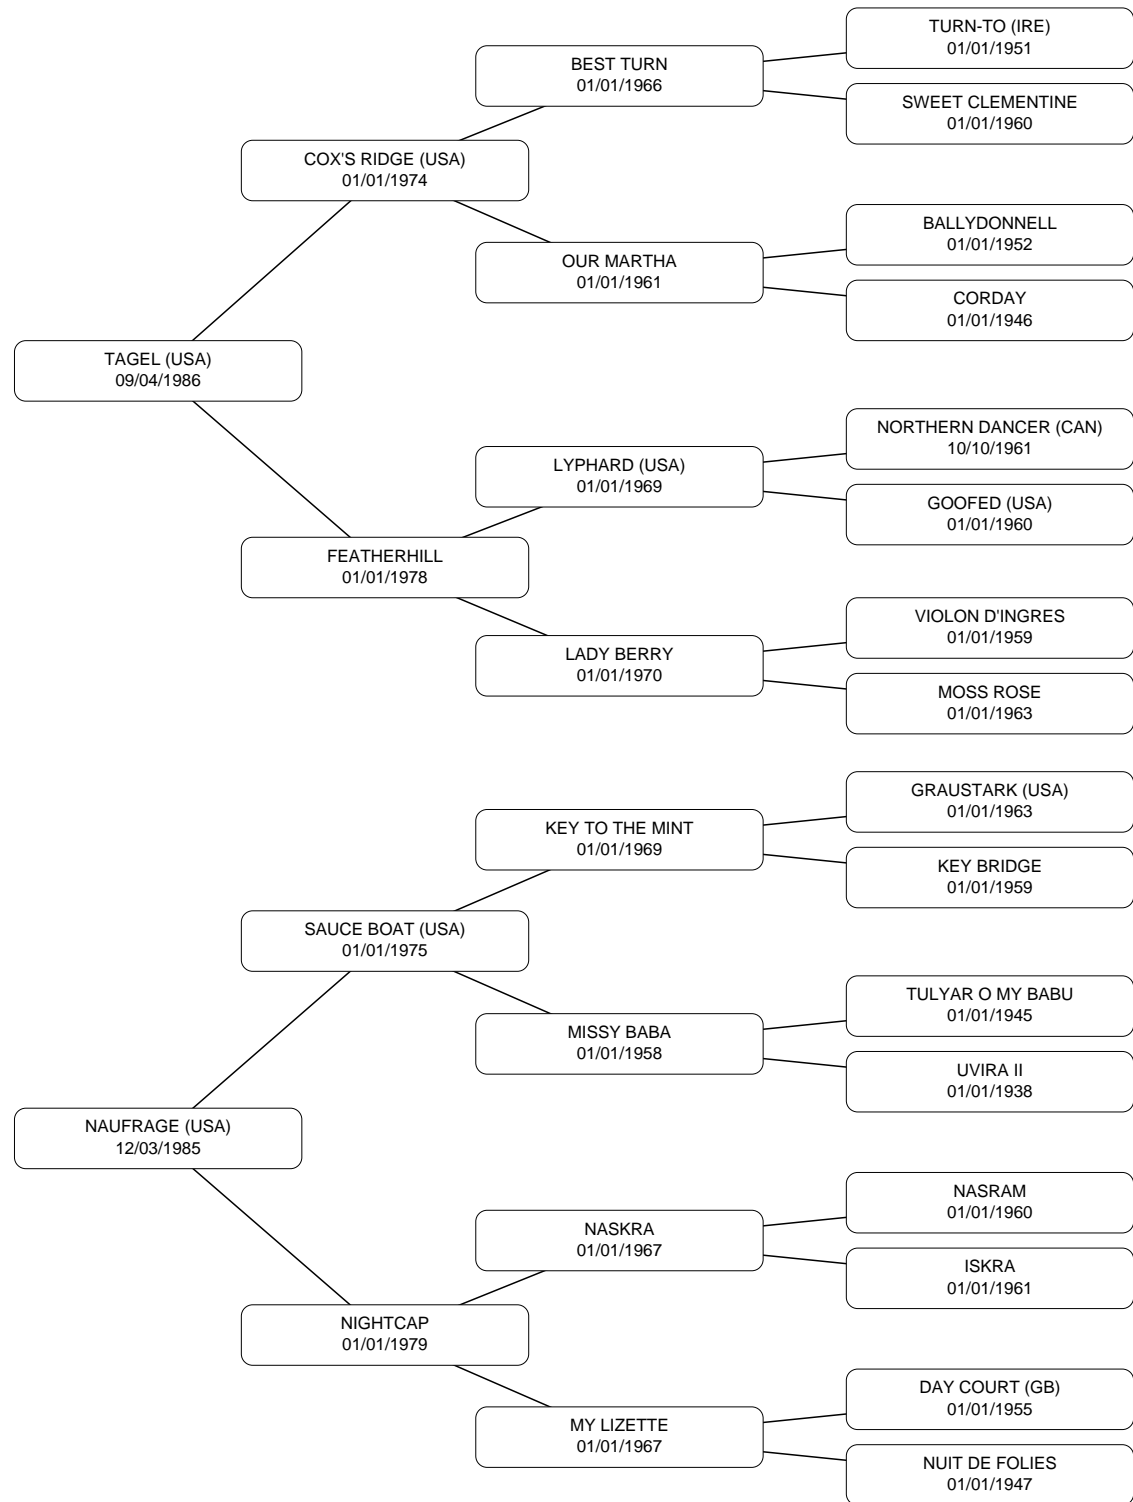 TURN-TO (IRE)
01/01/1951
BEST TURN
01/01/1966
SWEET CLEMENTINE
01/01/1960
COX'S RIDGE (USA)
01/01/1974
BALLYDONNELL
01/01/1952
OUR MARTHA
01/01/1961
CORDAY
01/01/1946
TAGEL (USA)
09/04/1986
NORTHERN DANCER (CAN)
10/10/1961
LYPHARD (USA)
01/01/1969
GOOFED (USA)
01/01/1960
FEATHERHILL
01/01/1978
VIOLON D'INGRES
01/01/1959
LADY BERRY
01/01/1970
MOSS ROSE
01/01/1963
GRAUSTARK (USA)
01/01/1963
KEY TO THE MINT
01/01/1969
KEY BRIDGE
01/01/1959
SAUCE BOAT (USA)
01/01/1975
TULYAR O MY BABU
01/01/1945
MISSY BABA
01/01/1958
UVIRA II
01/01/1938
NAUFRAGE (USA)
12/03/1985
NASRAM
01/01/1960
NASKRA
01/01/1967
ISKRA
01/01/1961
NIGHTCAP
01/01/1979
DAY COURT (GB)
01/01/1955
MY LIZETTE
01/01/1967
NUIT DE FOLIES
01/01/1947